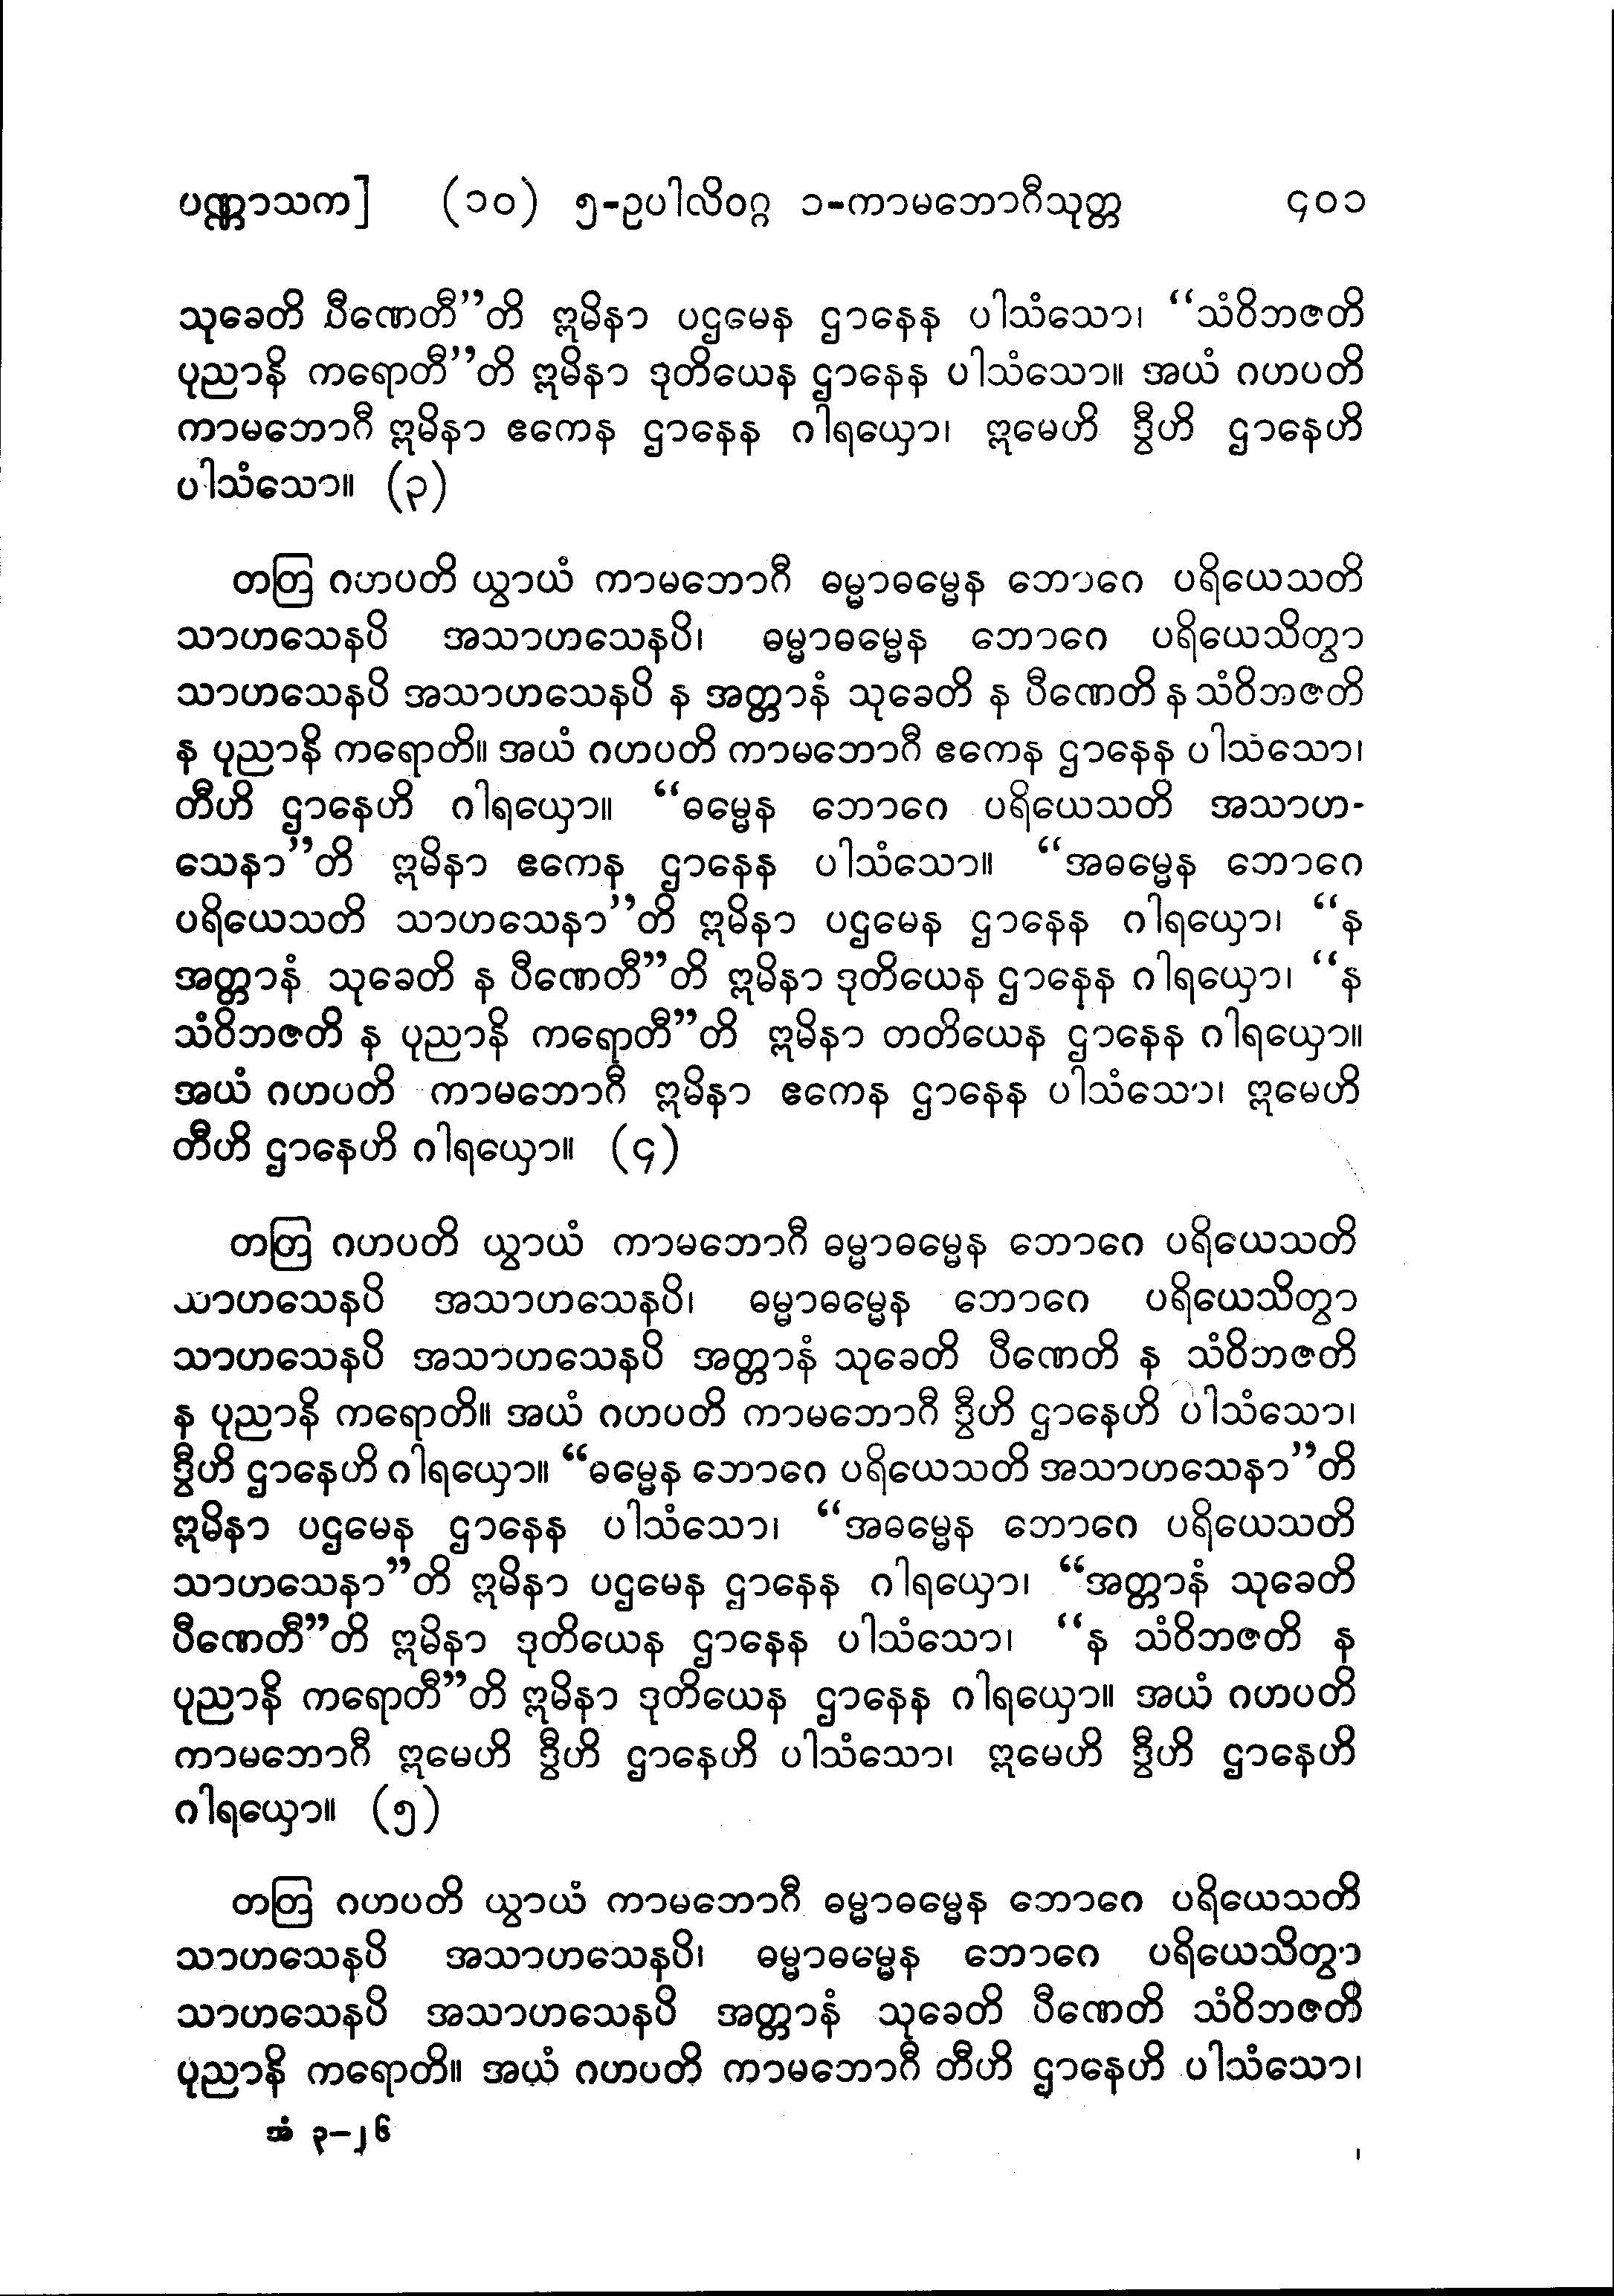 ပဏ္ဏာသက] (၁၀) ၅-ဥပါလိဝဂ္ဂ ၁-ကာမဘောဂီသုတ္တ ၄၀၁
သုခေတိ ပီဏေတီ’’တိ ဣမိနာ ပဌမေန ဌာနေန ပါသံသော၊ ‘‘သံဝိဘဇတိ
ပုညာနိ ကရောတီ’’တိ ဣမိနာ ဒုတိယေန ဌာနေန ပါသံသော။ အယံ ဂဟပတိ
ကာမဘောဂီ ဣမိနာ ဧကေန ဌာနေန ဂါရယှော၊ ဣမေဟိ ဒွီဟိ ဌာနေဟိ
ပါသံသော။ (၃)
တတြ ဂဟပတိ ယွာယံ ကာမဘောဂီ ဓမ္မာဓမ္မေန ဘောဂေ ပရိယေသတိ
သာဟသေနပိ အသာဟသေနပိ၊ ဓမ္မာဓမ္မေန ဘောဂေ ပရိယေသိတွာ
သာဟသေနပိ အသာဟသေနပိ န အတ္တာနံ သုခေတိ န ပီဏေတိ န သံဝိဘဇတိ
န ပုညာနိ ကရောတိ။ အယံ ဂဟပတိ ကာမဘောဂီ ဧကေန ဌာနေန ပါသံသော၊
တီဟိ ဌာနေဟိ ဂါရယှော။ ‘‘ဓမ္မေန ဘောဂေ ပရိယေသတိ အသာဟ-
သေနာ’’တိ ဣမိနာ ဧကေန ဌာနေန ပါသံသော။ ‘‘အဓမ္မေန ဘောဂေ
ပရိယေသတိ သာဟသေနာ’’တိ ဣမိနာ ပဌမေန ဌာနေန ဂါရယှော၊ ‘‘န
အတ္တာနံ သုခေတိ န ပီဏေတီ’’တိ ဣမိနာ ဒုတိယေန ဌာနေန ဂါရယှော၊ ‘‘န
သံဝိဘဇတိ န ပုညာနိ ကရောတီ’’တိ ဣမိနာ တတိယေန ဌာနေန ဂါရယှော။
အယံ ဂဟပတိ ကာမဘောဂီ ဣမိနာ ဧကေန ဌာနေန ပါသံသော၊ ဣမေဟိ
တီဟိ ဌာနေဟိ ဂါရယှော။ (၄)
တတြ ဂဟပတိ ယွာယံ ကာမဘောဂီ ဓမ္မာဓမ္မေန ဘောဂေ ပရိယေသတိ
သာဟသေနပိ အသာဟသေနပိ၊ ဓမ္မာဓမ္မေန ဘောဂေ ပရိယေသိတွာ
သာဟသေနပိ အသာဟသေနပိ အတ္တာနံ သုခေတိ ပီဏေတိ န သံဝိဘဇတိ
န ပုညာနိ ကရောတိ။ အယံ ဂဟပတိ ကာမဘောဂီ ဒွီဟိ ဌာနေဟိ ပါသံသော၊
ဒွီဟိ ဌာနေဟိ ဂါရယှော။ ‘‘ဓမ္မေန ဘောဂေ ပရိယေသတိ အသာဟသေနာ’’တိ
ဣမိနာ ပဌမေန ဌာနေန ပါသံသော၊ ‘‘အဓမ္မေန ဘောဂေ ပရိယေသတိ
သာဟသေနာ’’တိ ဣမိနာ ပဌမေန ဌာနေန ဂါရယှော၊ ‘‘အတ္တာနံ သုခေတိ
ပီဏေတီ’’တိ ဣမိနာ ဒုတိယေန ဌာနေန ပါသံသော၊ ‘‘န သံဝိဘဇတိ န
ပုညာနိ ကရောတီ’’တိ ဣမိနာ ဒုတိယေန ဌာနေန ဂါရယှော။ အယံ ဂဟပတိ
ကာမဘောဂီ ဣမေဟိ ဒွီဟိ ဌာနေဟိ ပါသံသော၊ ဣမေဟိ ဒွီဟိ ဌာနေဟိ
ဂါရယှော။ (၅)
တတြ ဂဟပတိ ယွာယံ ကာမဘောဂီ ဓမ္မာဓမ္မေန ဘောဂေ ပရိယေသတိ
သာဟသေနပိ အသာဟသေနပိ၊ ဓမ္မာဓမ္မေန ဘောဂေ ပရိယေသိတွာ
သာဟသေနပိ အသာဟသေနပိ အတ္တာနံ သုခေတိ ပီဏေတိ သံဝိဘဇတိ
ပုညာနိ ကရောတိ။ အယံ ဂဟပတိ ကာမဘောဂီ တီဟိ ဌာနေဟိ ပါသံသော၊
အံ ၃-၂၆